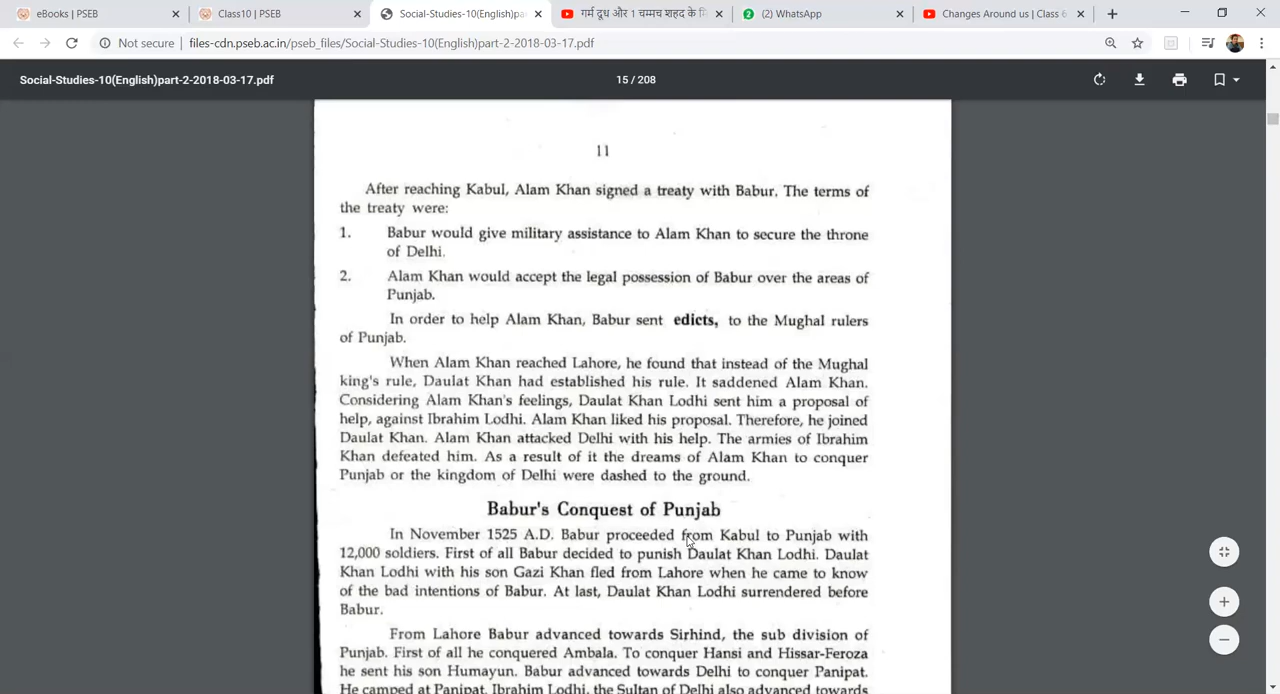 eBooks | PSEB
Class10 | PSEB
Social-Studies-10(English)par
गर्म दूध और 1 चम्मच शहद के
(2) WhatsApp
Changes Around us | Class 6
Not secure | files-cdn.pseb.ac.in/pseb_files/Social-Studies-10(English)part-2-2018-03-17.pdf
Social-Studies-10(English)part-2-2018-03-17.pdf
15 / 208
11
After reaching Kabul, Alam Khan signed a treaty with Babur. The terms of
the treaty were:
1. Babur would give military assistance to Alam Khan to secure the throne
of Delhi.
2. Alam Khan would accept the legal possession of Babur over the areas of
Punjab.
In order to help Alam Khan, Babur sent edicts, to the Mughal rulers
of Punjab.
When Alam Khan reached Lahore, he found that instead of the Mughal
king's rule, Daulat Khan had established his rule. It saddened Alam Khan.
Considering Alam Khan's feelings, Daulat Khan Lodhi sent him a proposal of
help, against Ibrahim Lodhi. Alam Khan liked his proposal. Therefore, he joined
Daulat Khan. Alam Khan attacked Delhi with his help. The armies of Ibrahim
Khan defeated him. As a result of it the dreams of Alam Khan to conquer
Punjab or the kingdom of Delhi were dashed to the ground.
Babur's Conquest of Punjab
In November 1525 A.D. Babur proceeded from Kabul to Punjab with
12,000 soldiers. First of all Babur decided to punish Daulat Khan Lodhi. Daulat
Khan Lodhi with his son Gazi Khan fled from Lahore when he came to know
of the bad intentions of Babur. At last, Daulat Khan Lodhi surrendered before
Babur.
From Lahore Babur advanced towards Sirhind, the sub division of
Punjab. First of all he conquered Ambala. To conquer Hansi and Hissar-Feroza
he sent his son Humayun. Babur advanced towards Delhi to conquer Panipat.
He camped at Panipat. Ibrahim Lodhi, the Sultan of Delhi also advanced towards